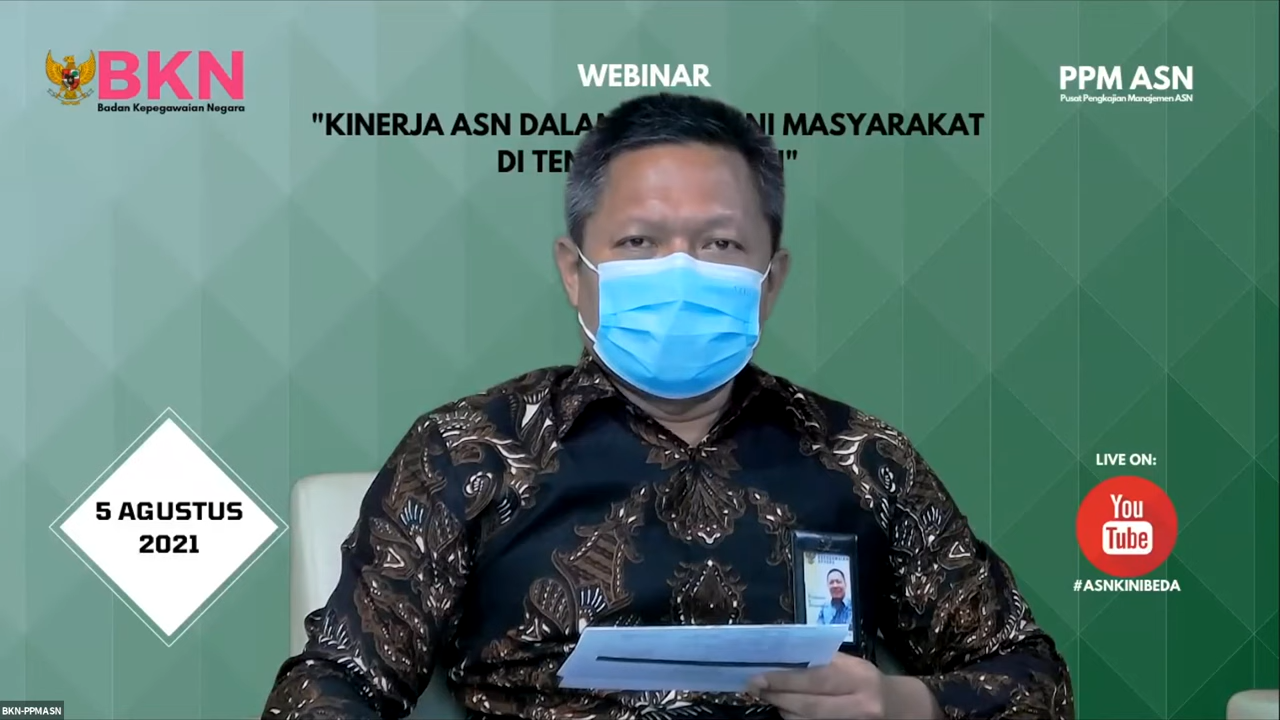 BKN
Badan Kepegawaian Negara
WEBINAR
PPM ASN
Pusat Pengkajian Manajemen ASN
"KINERJA ASN DALA NI MASYARAKAT
DI TEN "
5 AGUSTUS
2021
LIVE ON:
You
Tube
#ASNKINIBEDA
BKN-PPMASN